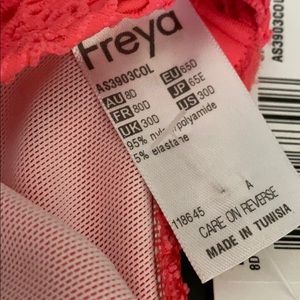 Freya
AS3903COL
AU 8D EU 65D
FR 80D JP 65E
UK 30D US 30D
95% nylon/polyamide
5% elastane
A
118645
CARE ON REVERSE
MADE IN TUNISIA
AS3903COL
8D